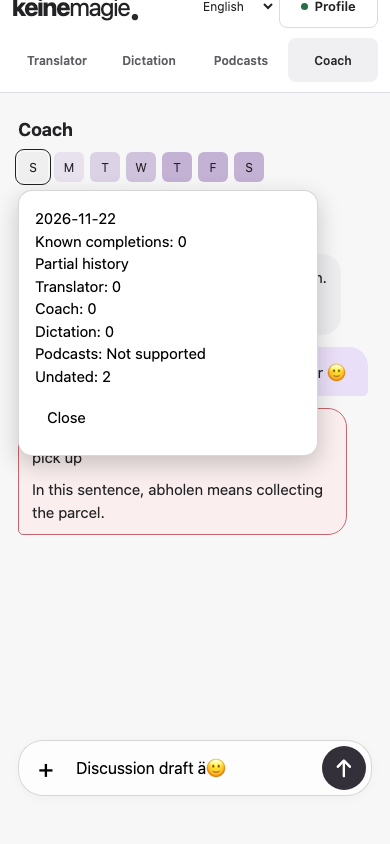 keinemagie.
English
Profile
Translator
Dictation
Podcasts
Coach
Coach
S
M
T
W
T
F
S
2026-11-22
Known completions: 0
Partial history
Translator: 0
Coach: 0
Dictation: 0
Podcasts: Not supported
Undated: 2
Close
n.
r 🙂
pick up
In this sentence, abholen means collecting
the parcel.
+
Discussion draft ä🙂